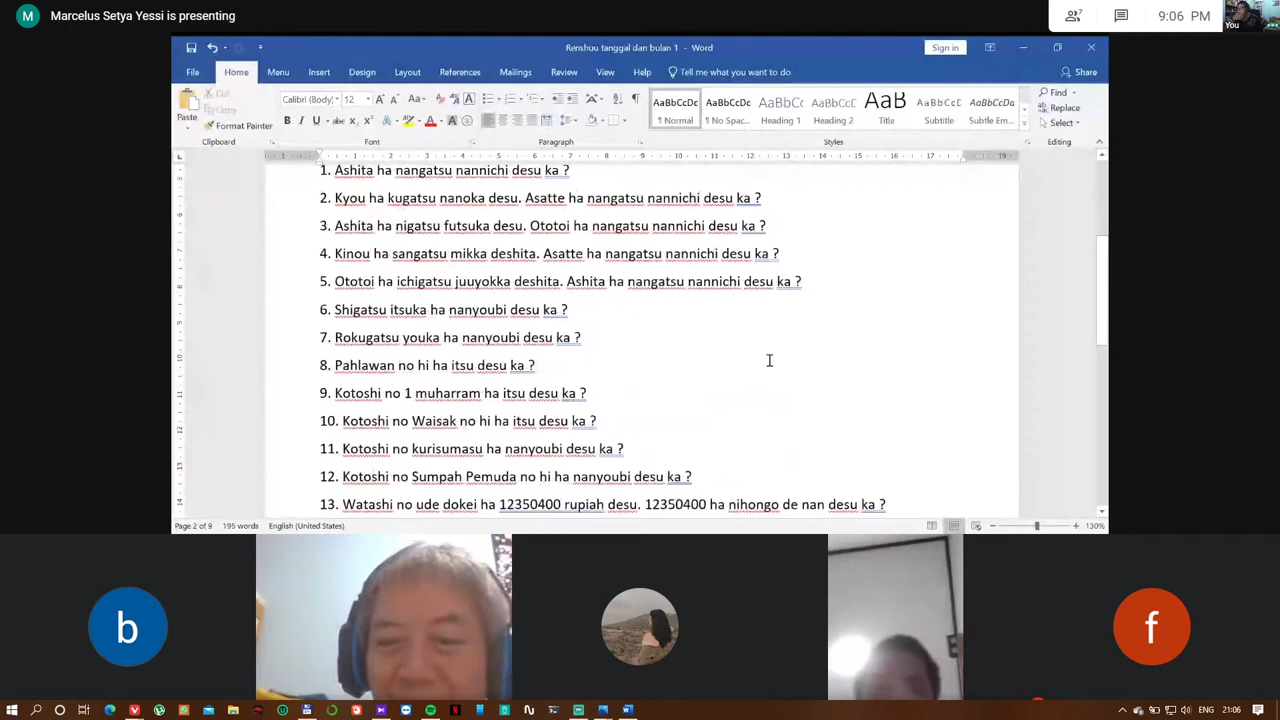 M Marcelus Setya Yessi is presenting
7 9:06 PM You
Renshuu tanggal dan bulan 1 - Word Sign in
File Home Menu Insert Design Layout References Mailings Review View Help Tell me what you want to do Share
Paste Cut Copy Format Painter
Calibri (Body) 12
AaBbCcDc AaBbCcDc AaBbCc AaBbCcC AaB AaBbCcD AaBbCcDa
¶ Normal ¶ No Spac... Heading 1 Heading 2 Title Subtitle Subtle Em...
Find Replace Select
Clipboard Font Paragraph Styles Editing
1. Ashita ha nangatsu nannichi desu ka ?
2. Kyou ha kugatsu nanoka desu. Asatte ha nangatsu nannichi desu ka ?
3. Ashita ha nigatsu futsuka desu. Ototoi ha nangatsu nannichi desu ka ?
4. Kinou ha sangatsu mikka deshita. Asatte ha nangatsu nannichi desu ka ?
5. Ototoi ha ichigatsu juuyokka deshita. Ashita ha nangatsu nannichi desu ka ?
6. Shigatsu itsuka ha nanyoubi desu ka ?
7. Rokugatsu youka ha nanyoubi desu ka ?
8. Pahlawan no hi ha itsu desu ka ?
9. Kotoshi no 1 muharram ha itsu desu ka ?
10. Kotoshi no Waisak no hi ha itsu desu ka ?
11. Kotoshi no kurisumasu ha nanyoubi desu ka ?
12. Kotoshi no Sumpah Pemuda no hi ha nanyoubi desu ka ?
13. Watashi no ude dokei ha 12350400 rupiah desu. 12350400 ha nihongo de nan desu ka ?
Page 2 of 9 195 words English (United States) 130%
b f
21:06